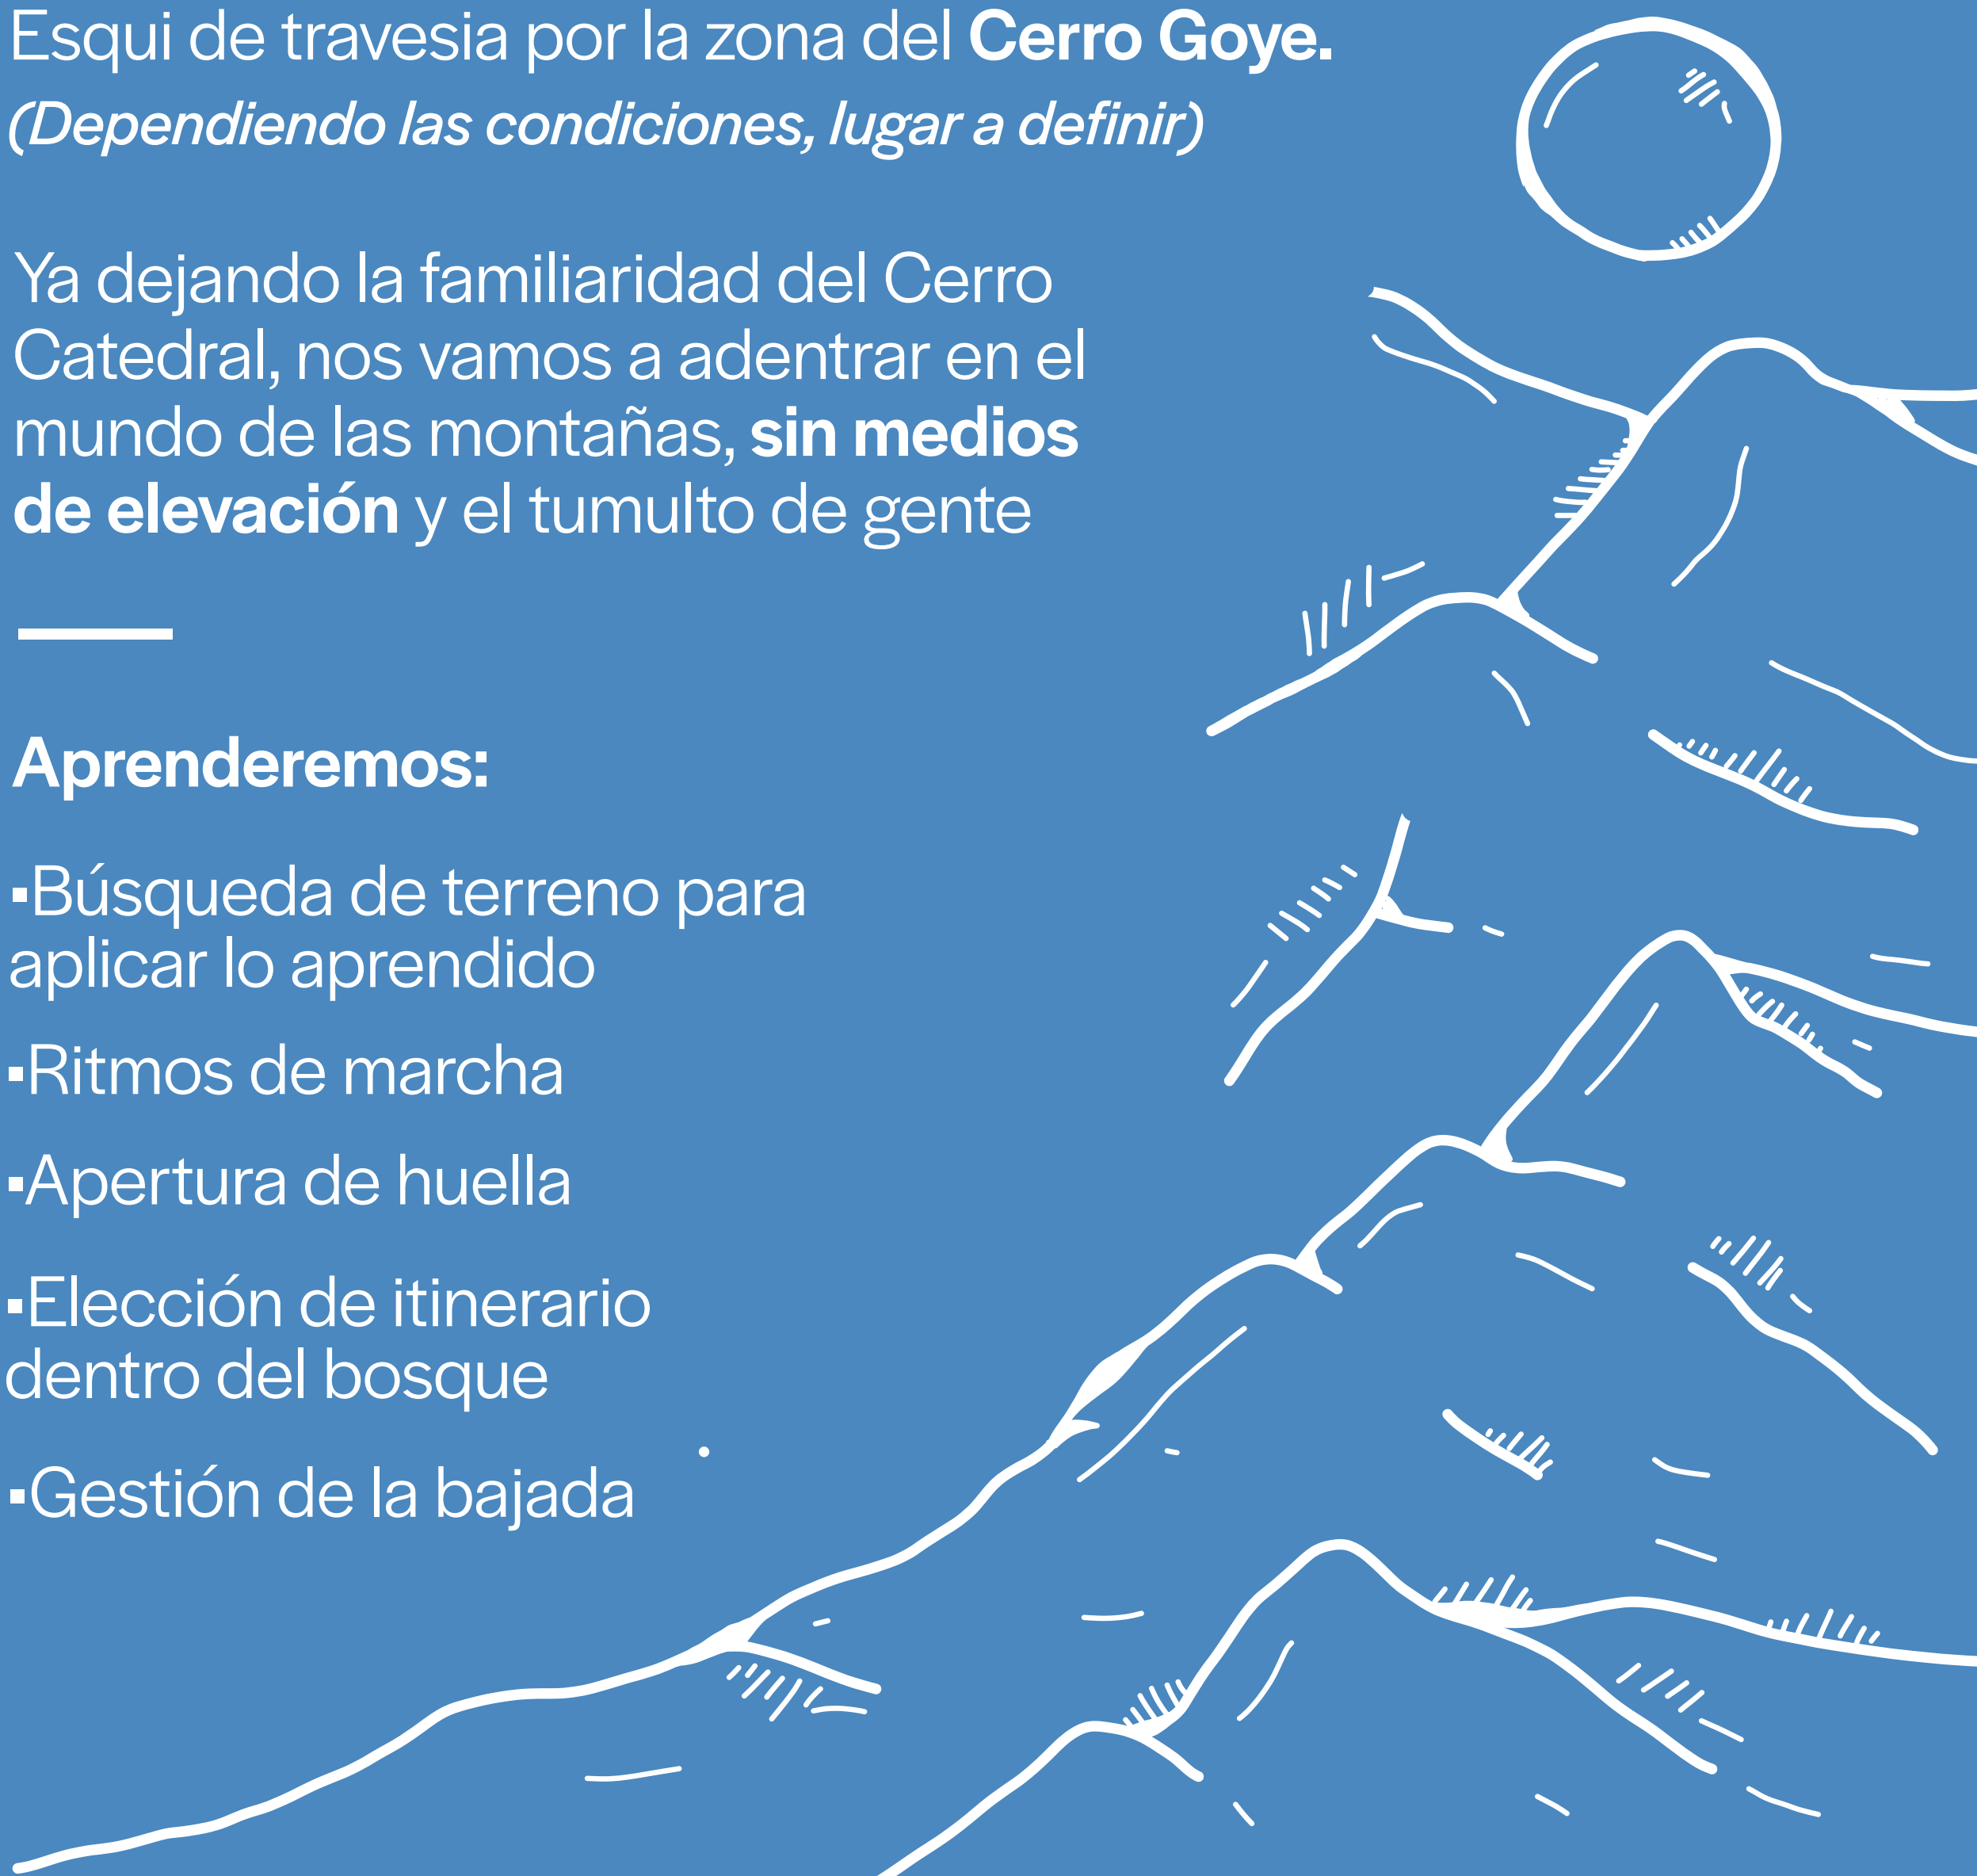 Esqui de travesia por la zona del Cerro Goye.
(Dependiendo las condiciones, lugar a definir)
Ya dejando la familiaridad del Cerro
Catedral, nos vamos a adentrar en el
mundo de las montañas, sin medios
de elevación y el tumulto de gente
Aprenderemos:
▪Búsqueda de terreno para
aplicar lo aprendido
▪Ritmos de marcha
▪Apertura de huella
▪Elección de itinerario
dentro del bosque
▪Gestión de la bajada